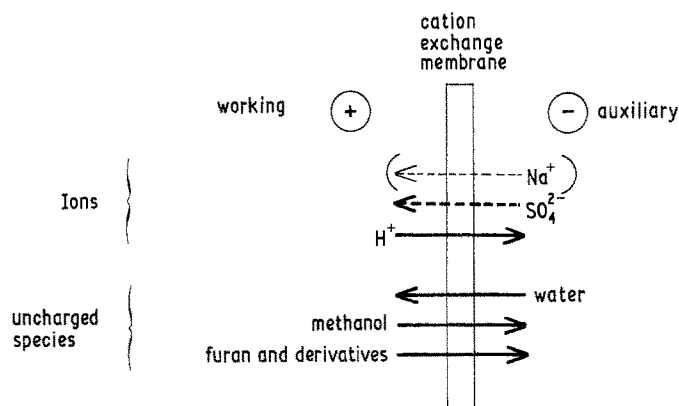 cation
exchange
membrane
working
+
−
auxiliary
Ions
Na⁺
SO₄²⁻
H⁺
water
uncharged
species
methanol
furan and derivatives